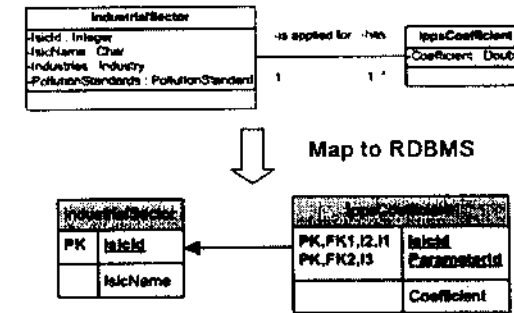 IndustrialSector
-IsicId : Integer
-IsicName : Char
-Industries : Industry
-PollutionStandards : PollutionStandard
-is applied for -has
1 1..*
IppsCoefficient
-Coefficient : Doub
Map to RDBMS
IndustrialSector
PK IsicId
IsicName
PK,FK1,I2,I1 IsicId
PK,FK2,I3 ParameterId
Coefficient